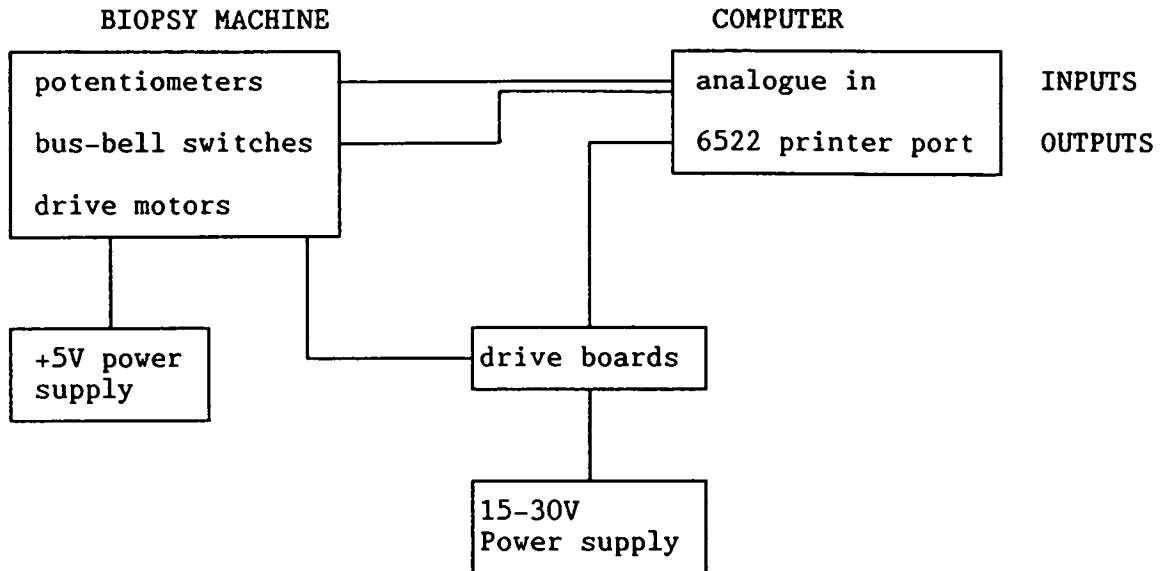 BIOPSY MACHINE
COMPUTER
potentiometers
analogue in
INPUTS
bus-bell switches
6522 printer port
OUTPUTS
drive motors
+5V power
supply
drive boards
15-30V
Power supply